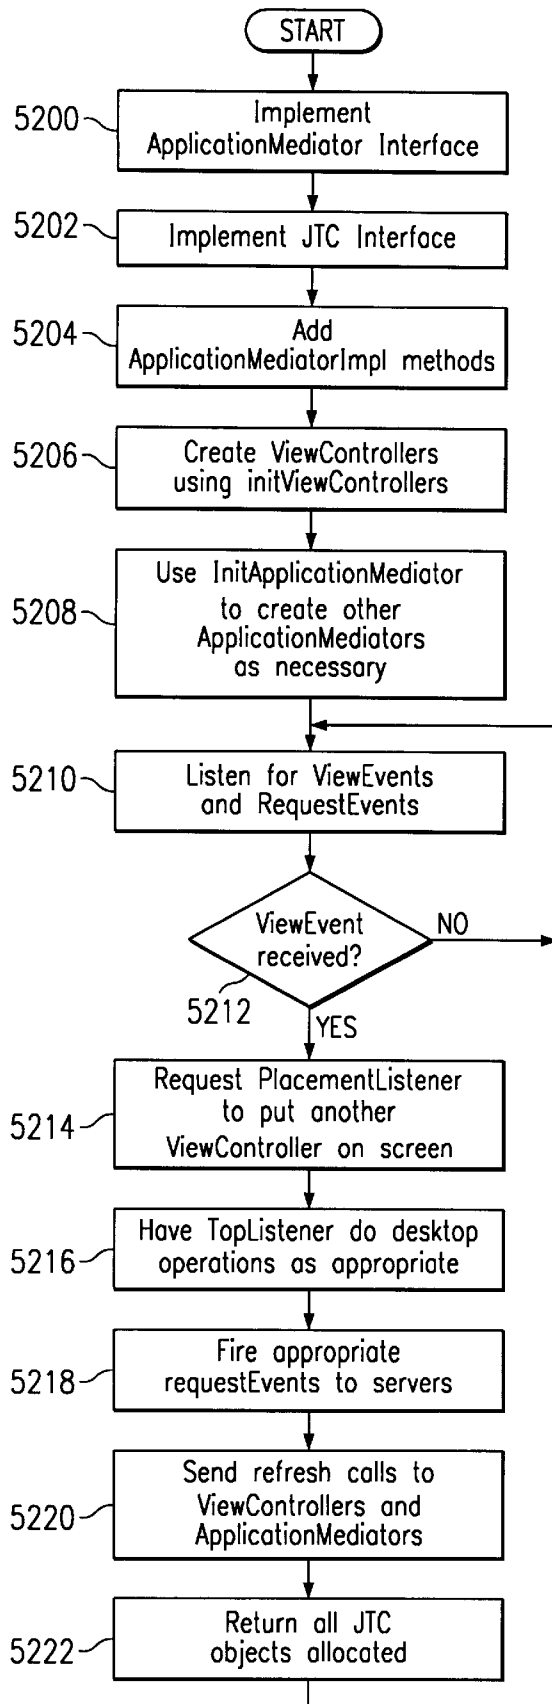 START
5200
Implement
ApplicationMediator Interface
5202
Implement JTC Interface
5204
Add
ApplicationMediatorImpl methods
5206
Create ViewControllers
using initViewControllers
5208
Use InitApplicationMediator
to create other
ApplicationMediators
as necessary
5210
Listen for ViewEvents
and RequestEvents
ViewEvent
received?
NO
5212
YES
5214
Request PlacementListener
to put another
ViewController on screen
5216
Have TopListener do desktop
operations as appropriate
5218
Fire appropriate
requestEvents to servers
5220
Send refresh calls to
ViewControllers and
ApplicationMediators
5222
Return all JTC
objects allocated